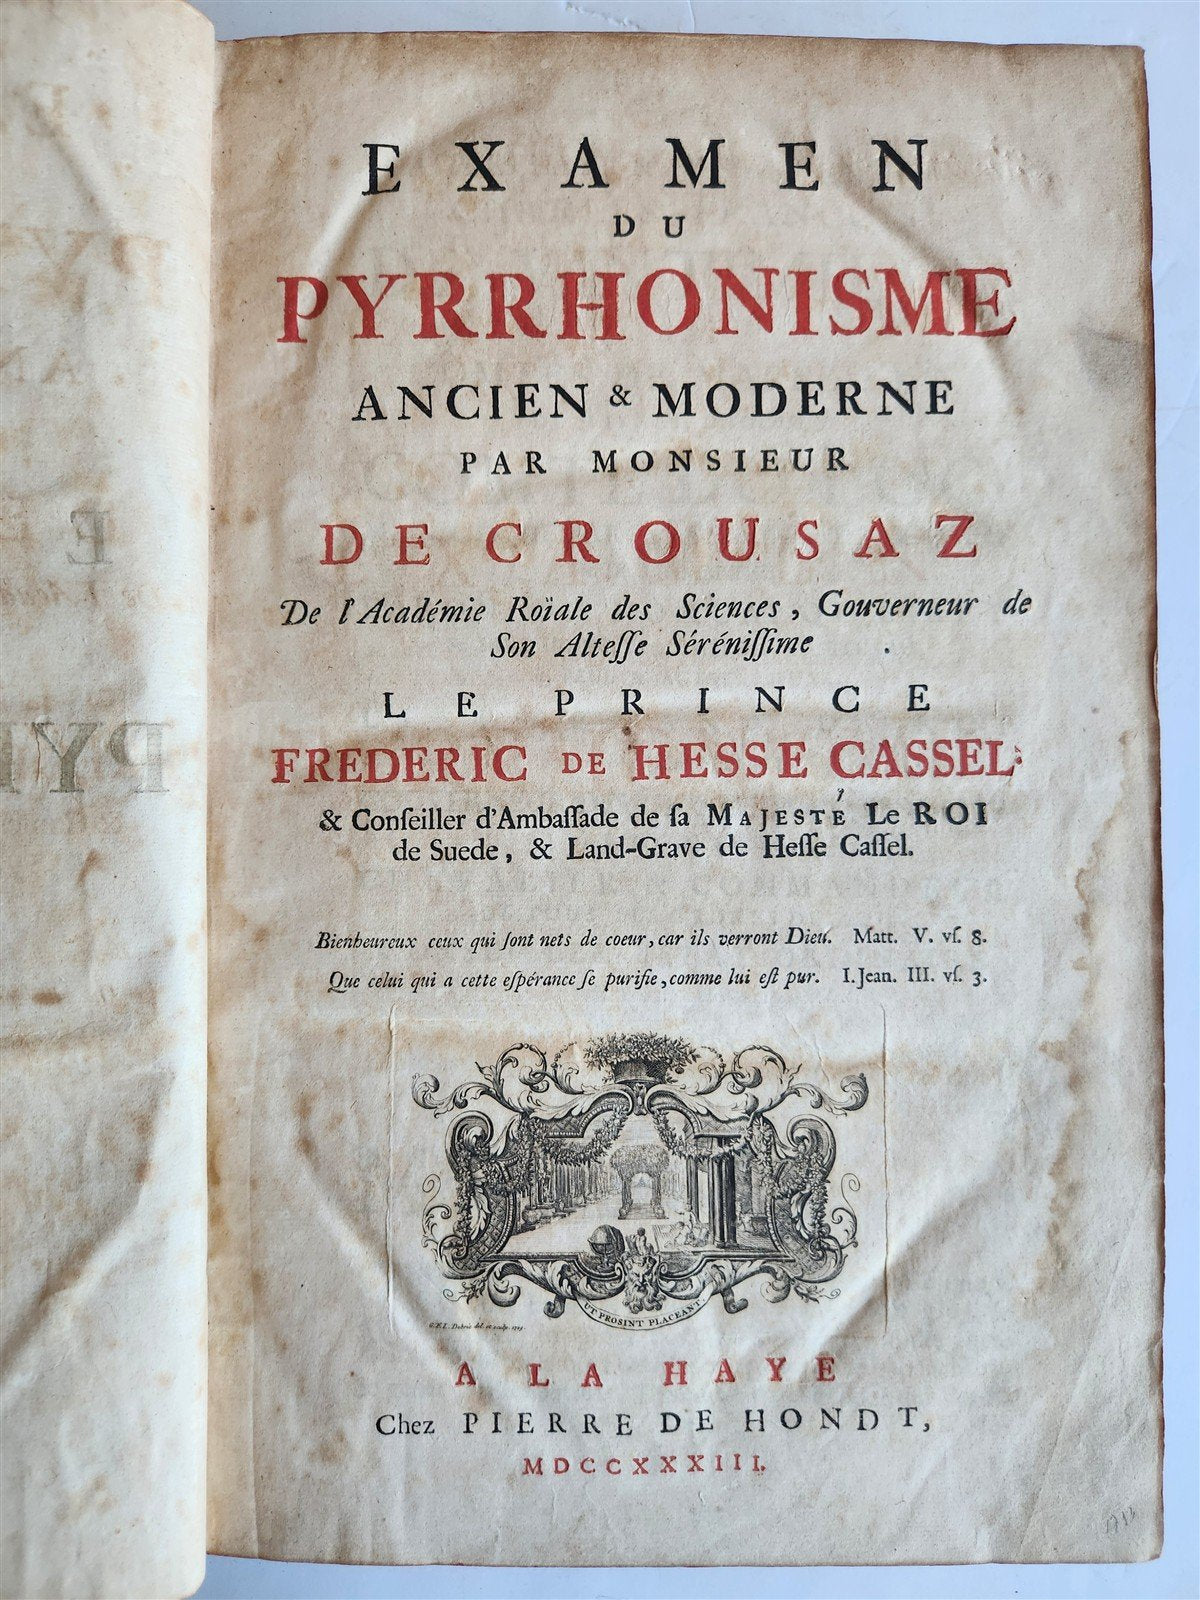 EXAMEN
DU
PYRRHONISME
ANCIEN & MODERNE
PAR MONSIEUR
DE CROUSAZ
De l'Académie Roïale des Sciences, Gouverneur de
Son Alteſſe Séréniſſime
LE PRINCE
FREDERIC DE HESSE CASSEL:
& Conſeiller d'Ambaſſade de ſa MAJESTÉ Le ROI
de Suede, & Land-Grave de Heſſe Caſſel.
Bienheureux ceux qui ſont nets de coeur, car ils verront Dieu. Matt. V. vſ. 8.
Que celui qui a cette eſpérance ſe purifie, comme lui eſt pur. I. Jean. III. vſ. 3.
UT PROSINT PLACEANT.
del. et sculp.
A LA HAYE
Chez PIERRE DE HONDT,
MDCCXXXIII.